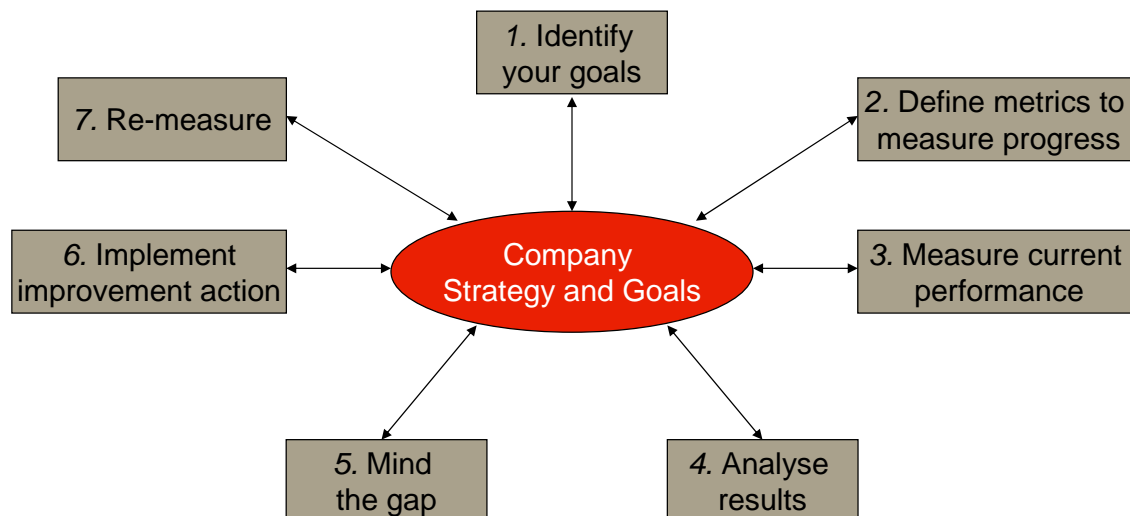 1. Identify
your goals
2. Define metrics to
measure progress
3. Measure current
performance
4. Analyse
results
5. Mind
the gap
6. Implement
improvement action
7. Re-measure
Company
Strategy and Goals